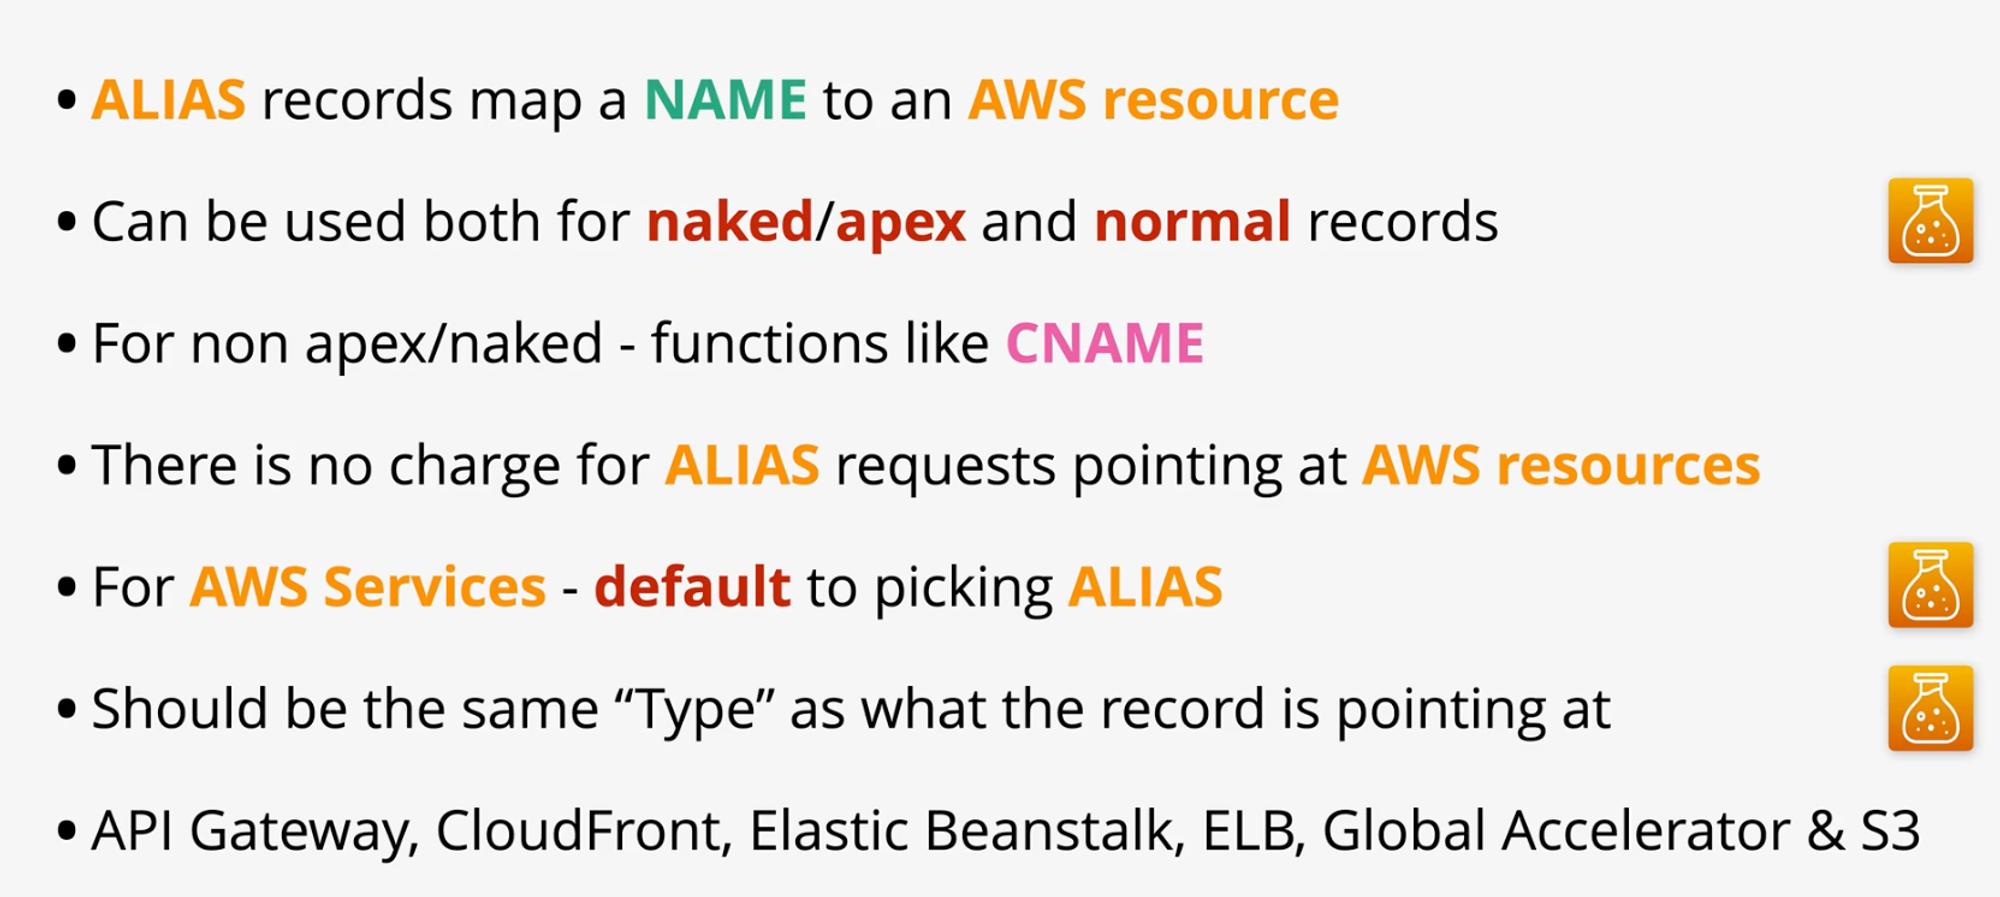 • ALIAS records map a NAME to an AWS resource
• Can be used both for naked/apex and normal records
• For non apex/naked - functions like CNAME
• There is no charge for ALIAS requests pointing at AWS resources
• For AWS Services - default to picking ALIAS
• Should be the same “Type” as what the record is pointing at
• API Gateway, CloudFront, Elastic Beanstalk, ELB, Global Accelerator & S3